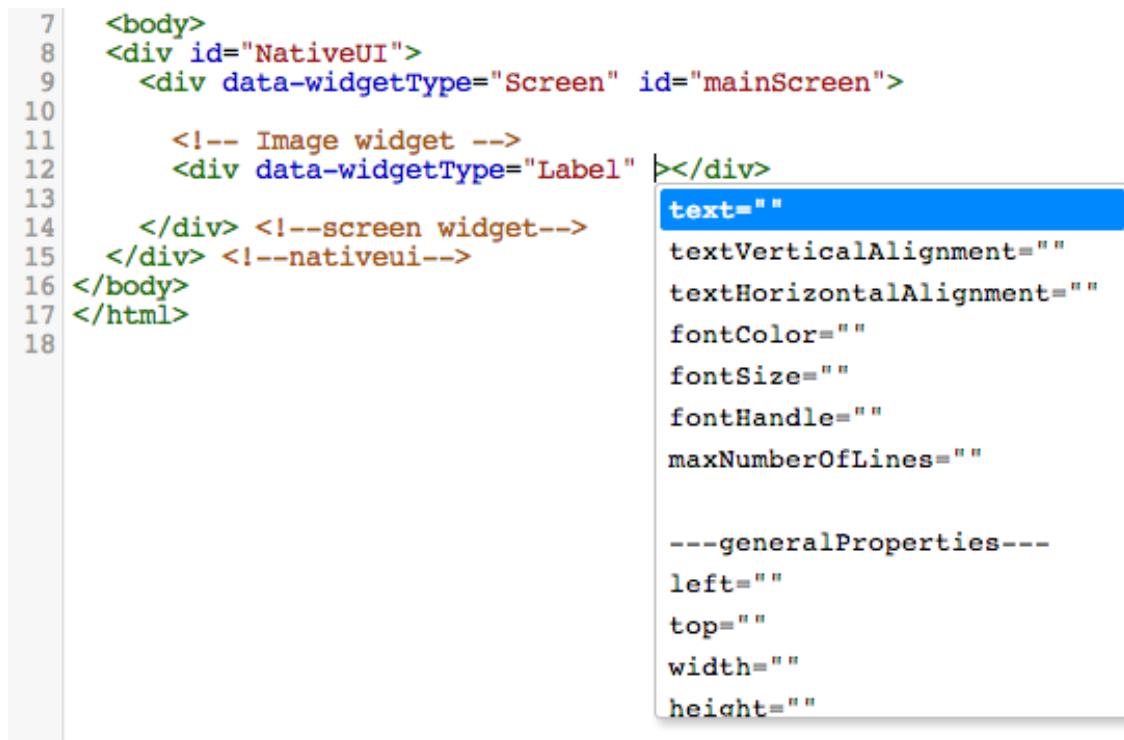 7 <body>
8 <div id="NativeUI">
9 <div data-widgetType="Screen" id="mainScreen">
10
11 <!-- Image widget -->
12 <div data-widgetType="Label" ></div>
13
14 </div> <!--screen widget-->
15 </div> <!--nativeui-->
16 </body>
17 </html>
18
text=""
textVerticalAlignment=""
textHorizontalAlignment=""
fontColor=""
fontSize=""
fontHandle=""
maxNumberOfLines=""
---generalProperties---
left=""
top=""
width=""
height=""